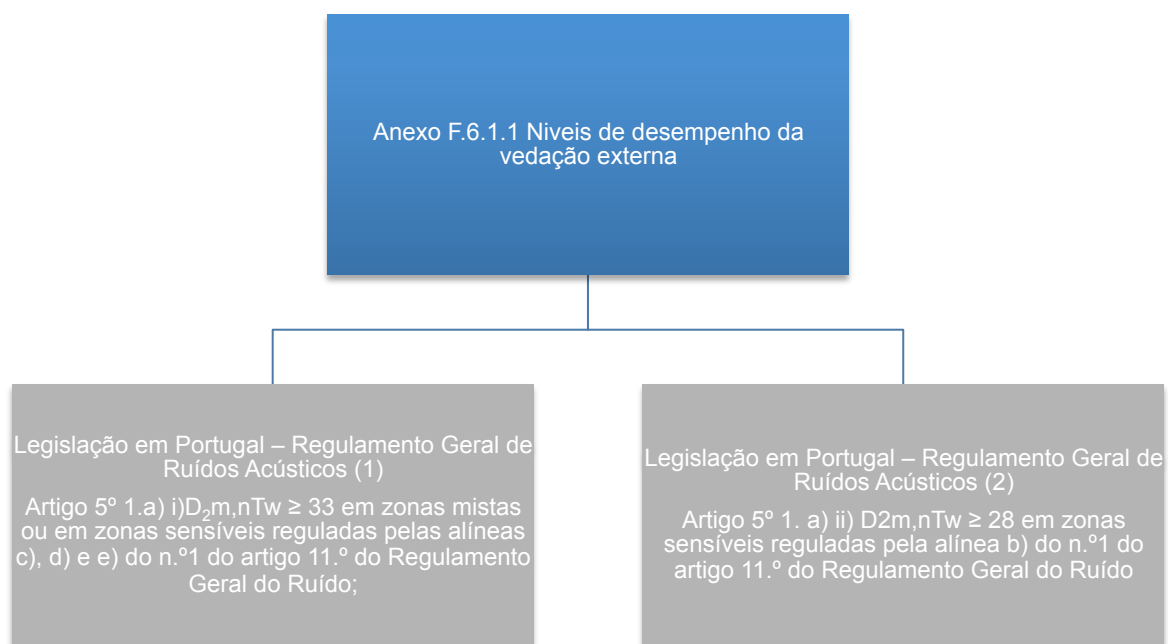 Anexo F.6.1.1 Niveis de desempenho da
vedação externa
Legislação em Portugal – Regulamento Geral de
Ruídos Acústicos (1)
Artigo 5º 1.a) i)D₂m,nTw ≥ 33 em zonas mistas
ou em zonas sensíveis reguladas pelas alíneas
c), d) e e) do n.º1 do artigo 11.º do Regulamento
Geral do Ruído;
Legislação em Portugal – Regulamento Geral de
Ruídos Acústicos (2)
Artigo 5º 1. a) ii) D2m,nTw ≥ 28 em zonas
sensíveis reguladas pela alínea b) do n.º1 do
artigo 11.º do Regulamento Geral do Ruído